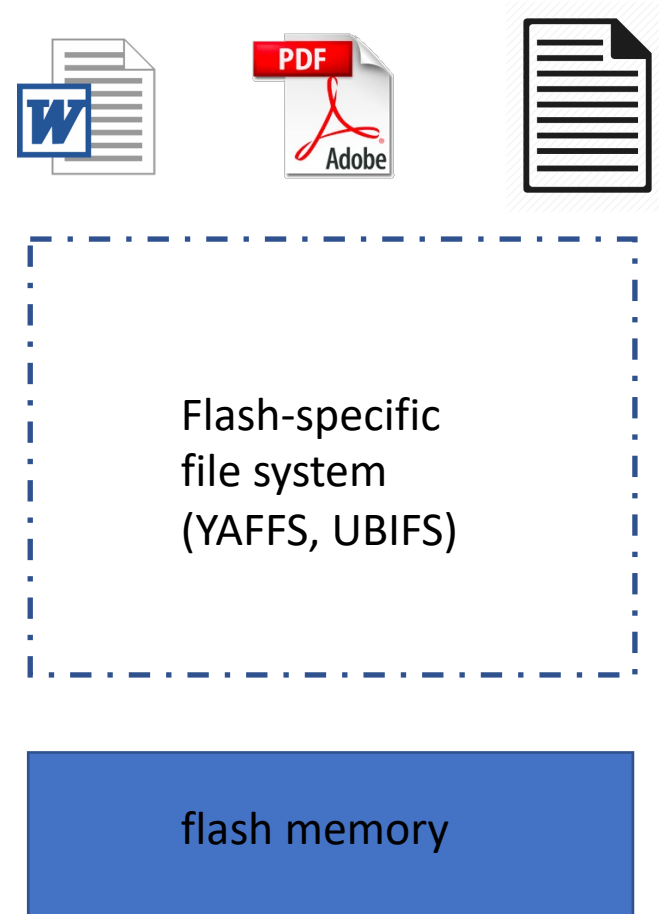 W
PDF
Adobe
Flash-specific
file system
(YAFFS, UBIFS)
flash memory